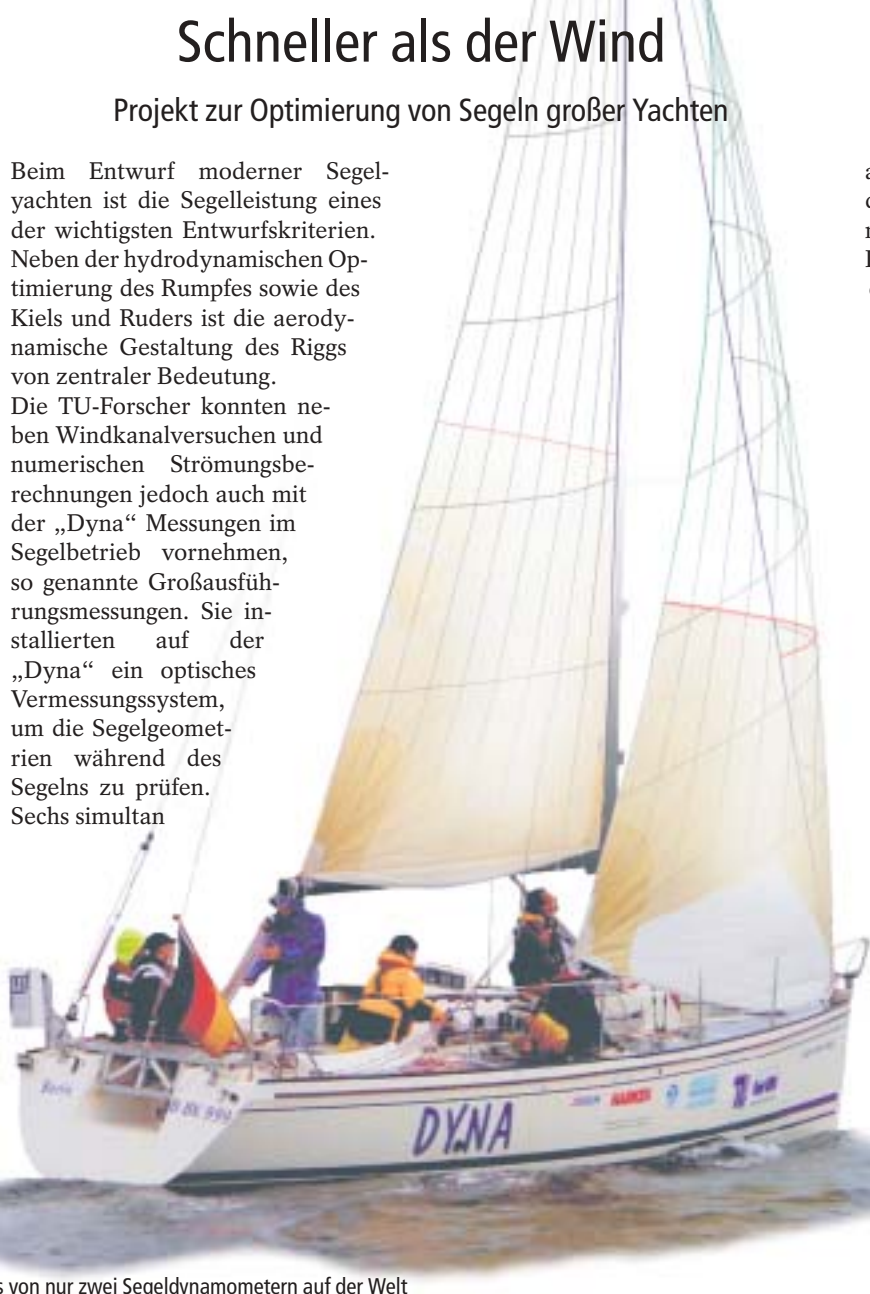 Schneller als der Wind
Projekt zur Optimierung von Segeln großer Yachten
Beim Entwurf moderner Segel-
yachten ist die Segelleistung eines
der wichtigsten Entwurfskriterien.
Neben der hydrodynamischen Op-
timierung des Rumpfes sowie des
Kiels und Ruders ist die aerody-
namische Gestaltung des Riggs
von zentraler Bedeutung.
Die TU-Forscher konnten ne-
ben Windkanalversuchen und
numerischen Strömungsbe-
rechnungen jedoch auch mit
der „Dyna“ Messungen im
Segelbetrieb vornehmen,
so genannte Großausfüh-
rungsmessungen. Sie in-
stallierten auf der
„Dyna“ ein optisches
Vermessungssystem,
um die Segelgeomet-
rien während des
Segelns zu prüfen.
Sechs simultan
Berlin
DYNA
HARKEN
von nur zwei Segeldynamometern auf der Welt